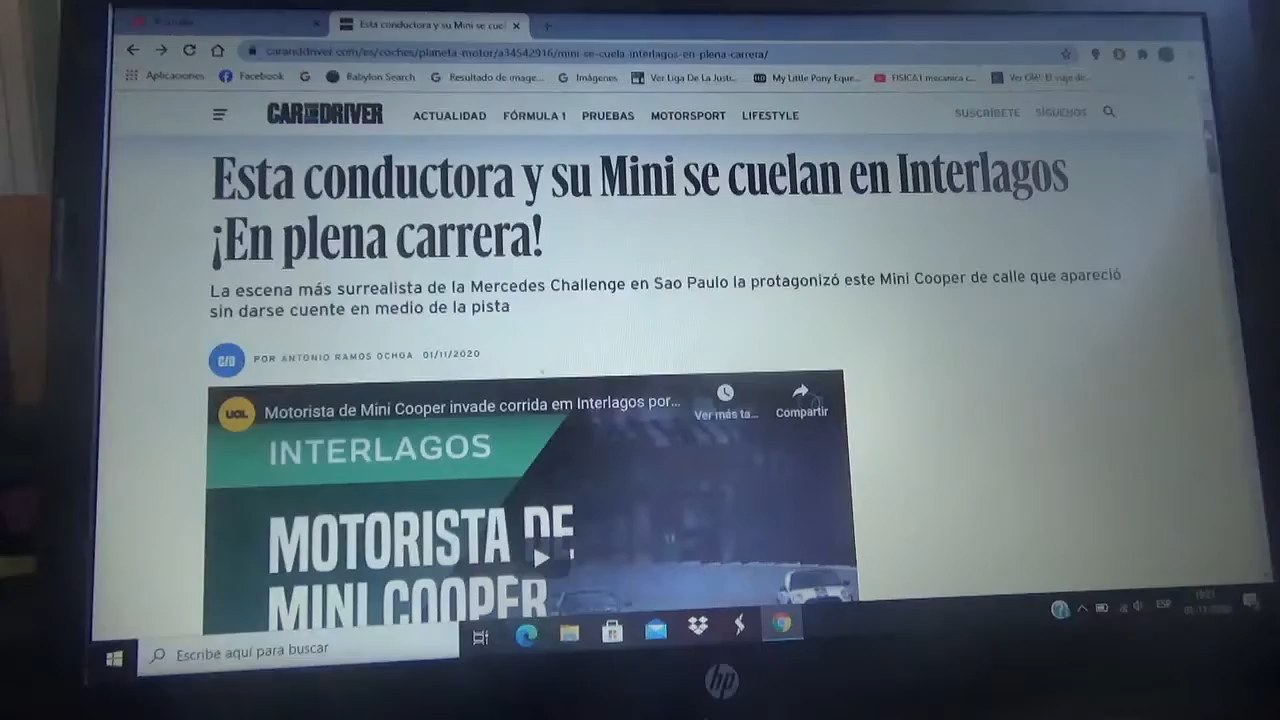 Esta conductora y su Mini se cuel
caranddriver.com/es/coches/planeta-motor/a34542916/mini-se-cuela-interlagos-en-plena-carrera/
Aplicaciones Facebook Babylon Search Resultado de image... Imágenes Ver Liga De La Justi... My Little Pony Eque... FISICA I mecanica c...
CAR AND DRIVER ACTUALIDAD FÓRMULA 1 PRUEBAS MOTORSPORT LIFESTYLE SUSCRÍBETE SÍGUENOS
Esta conductora y su Mini se cuelan en Interlagos
¡En plena carrera!
La escena más surrealista de la Mercedes Challenge en Sao Paulo la protagonizó este Mini Cooper de calle que apareció
sin darse cuente en medio de la pista
C/D POR ANTONIO RAMOS OCHOA 01/11/2020
UOL Motorista de Mini Cooper invade corrida em Interlagos por... Ver más ta... Compartir
INTERLAGOS
MOTORISTA DE
MINI COOPER
Escribe aquí para buscar
ESP
hp